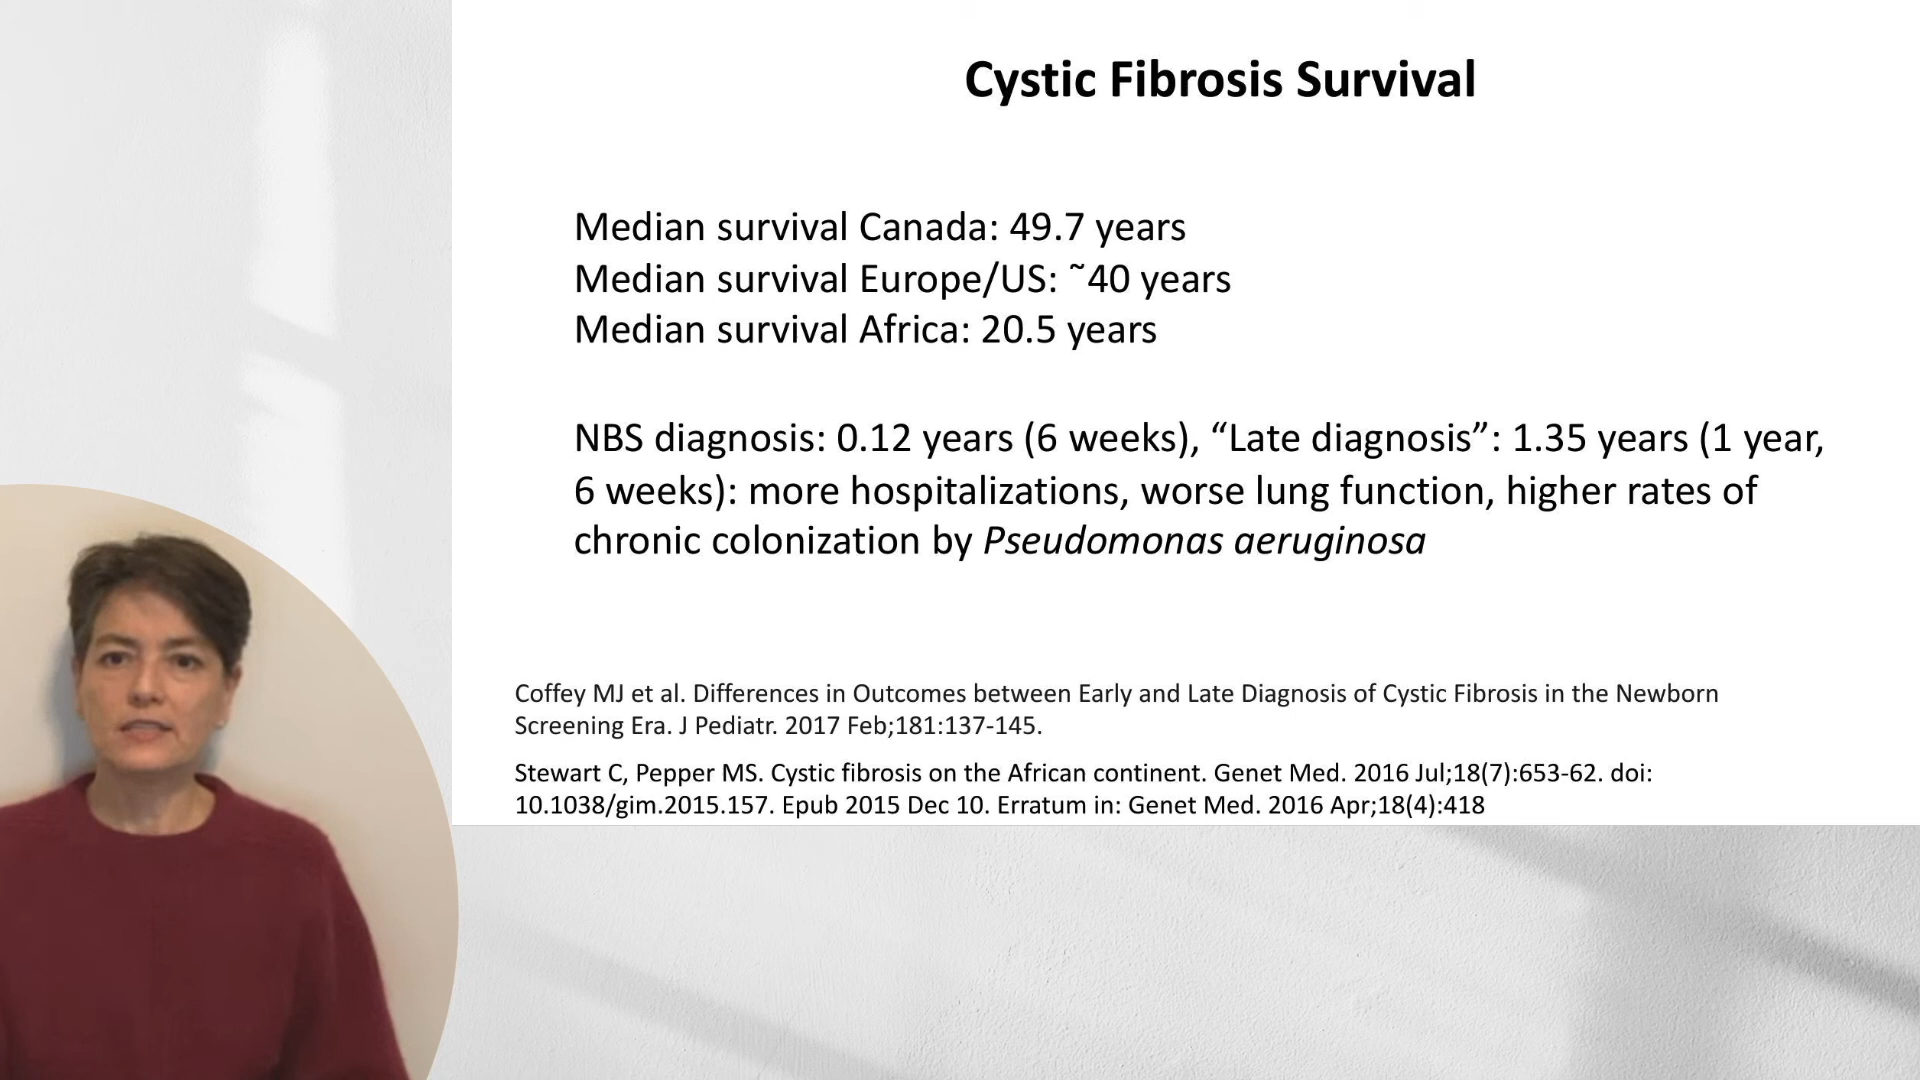 Cystic Fibrosis Survival
Median survival Canada: 49.7 years
Median survival Europe/US: ˜40 years
Median survival Africa: 20.5 years
NBS diagnosis: 0.12 years (6 weeks), “Late diagnosis”: 1.35 years (1 year,
6 weeks): more hospitalizations, worse lung function, higher rates of
chronic colonization by Pseudomonas aeruginosa
Coffey MJ et al. Differences in Outcomes between Early and Late Diagnosis of Cystic Fibrosis in the Newborn
Screening Era. J Pediatr. 2017 Feb;181:137-145.
Stewart C, Pepper MS. Cystic fibrosis on the African continent. Genet Med. 2016 Jul;18(7):653-62. doi:
10.1038/gim.2015.157. Epub 2015 Dec 10. Erratum in: Genet Med. 2016 Apr;18(4):418